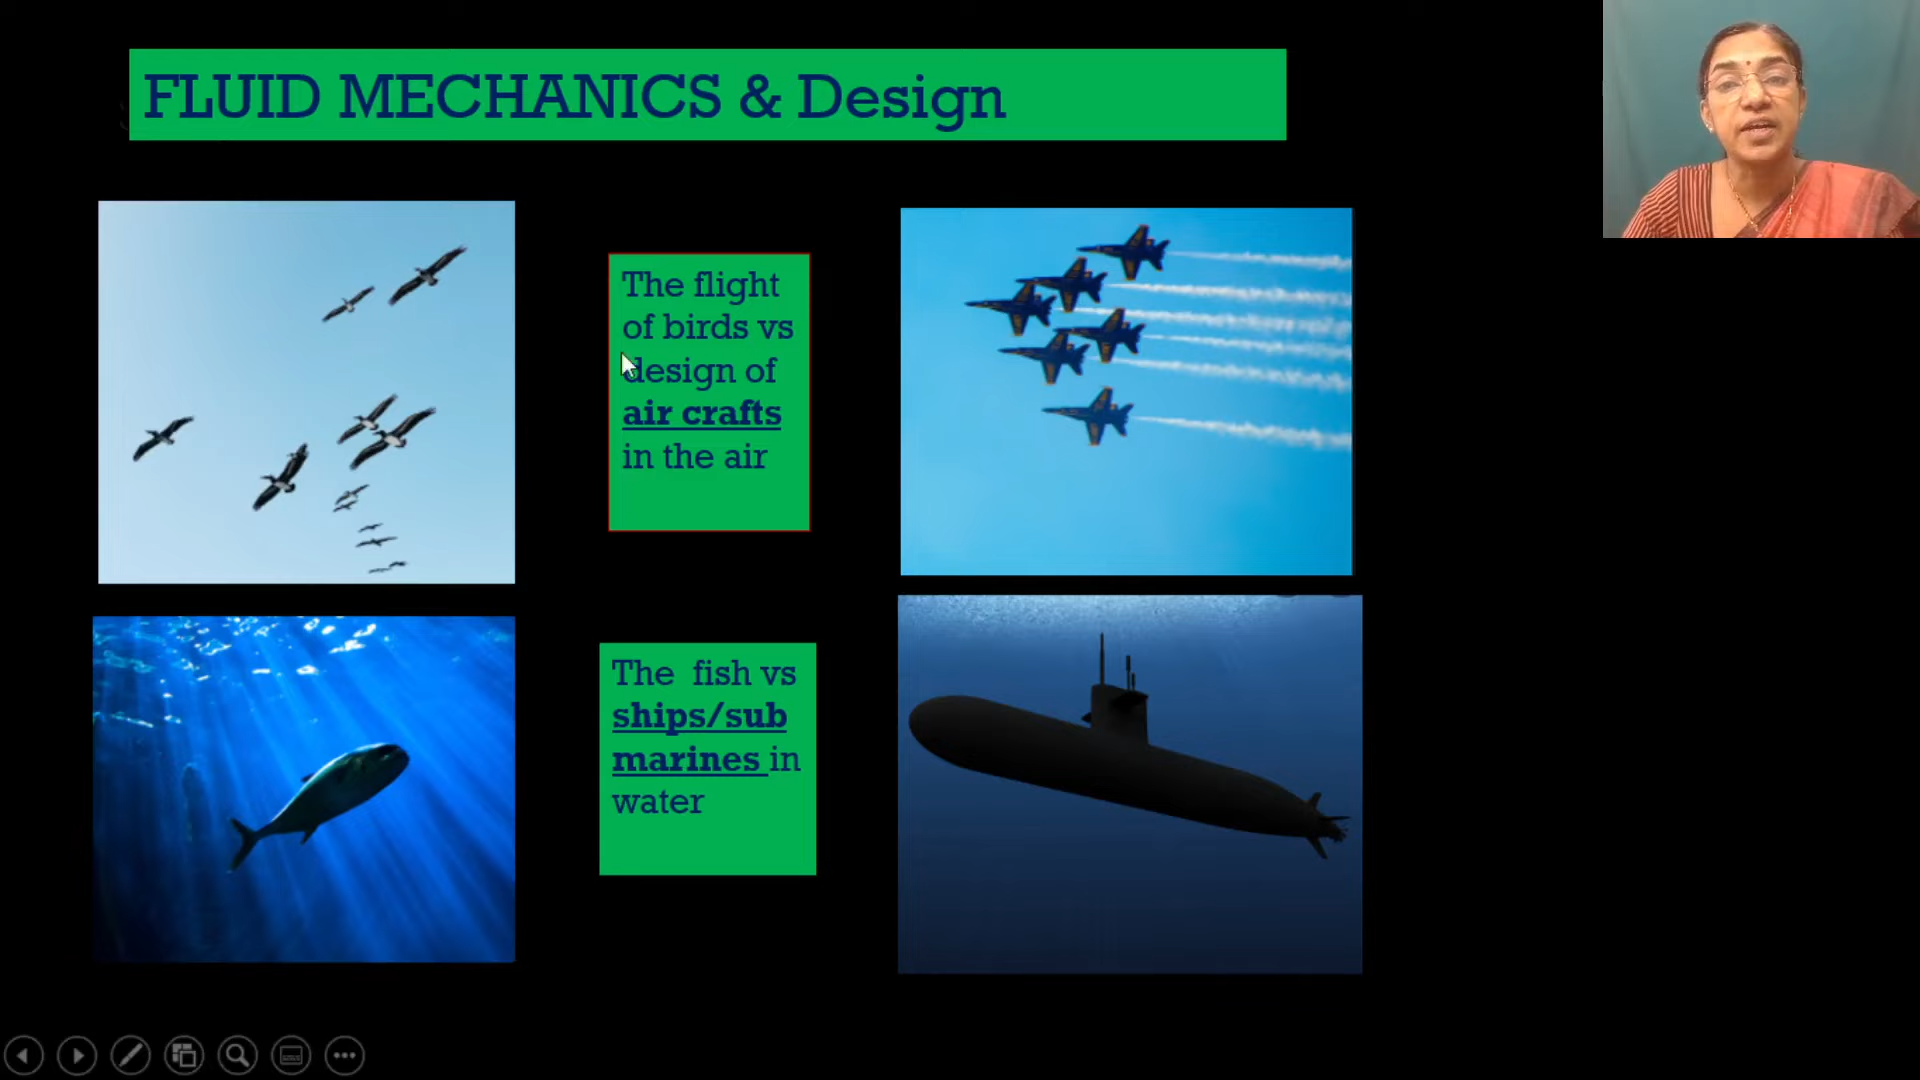 FLUID MECHANICS & Design
The flight
of birds vs
design of
air crafts
in the air
The fish vs
ships/sub
marines in
water